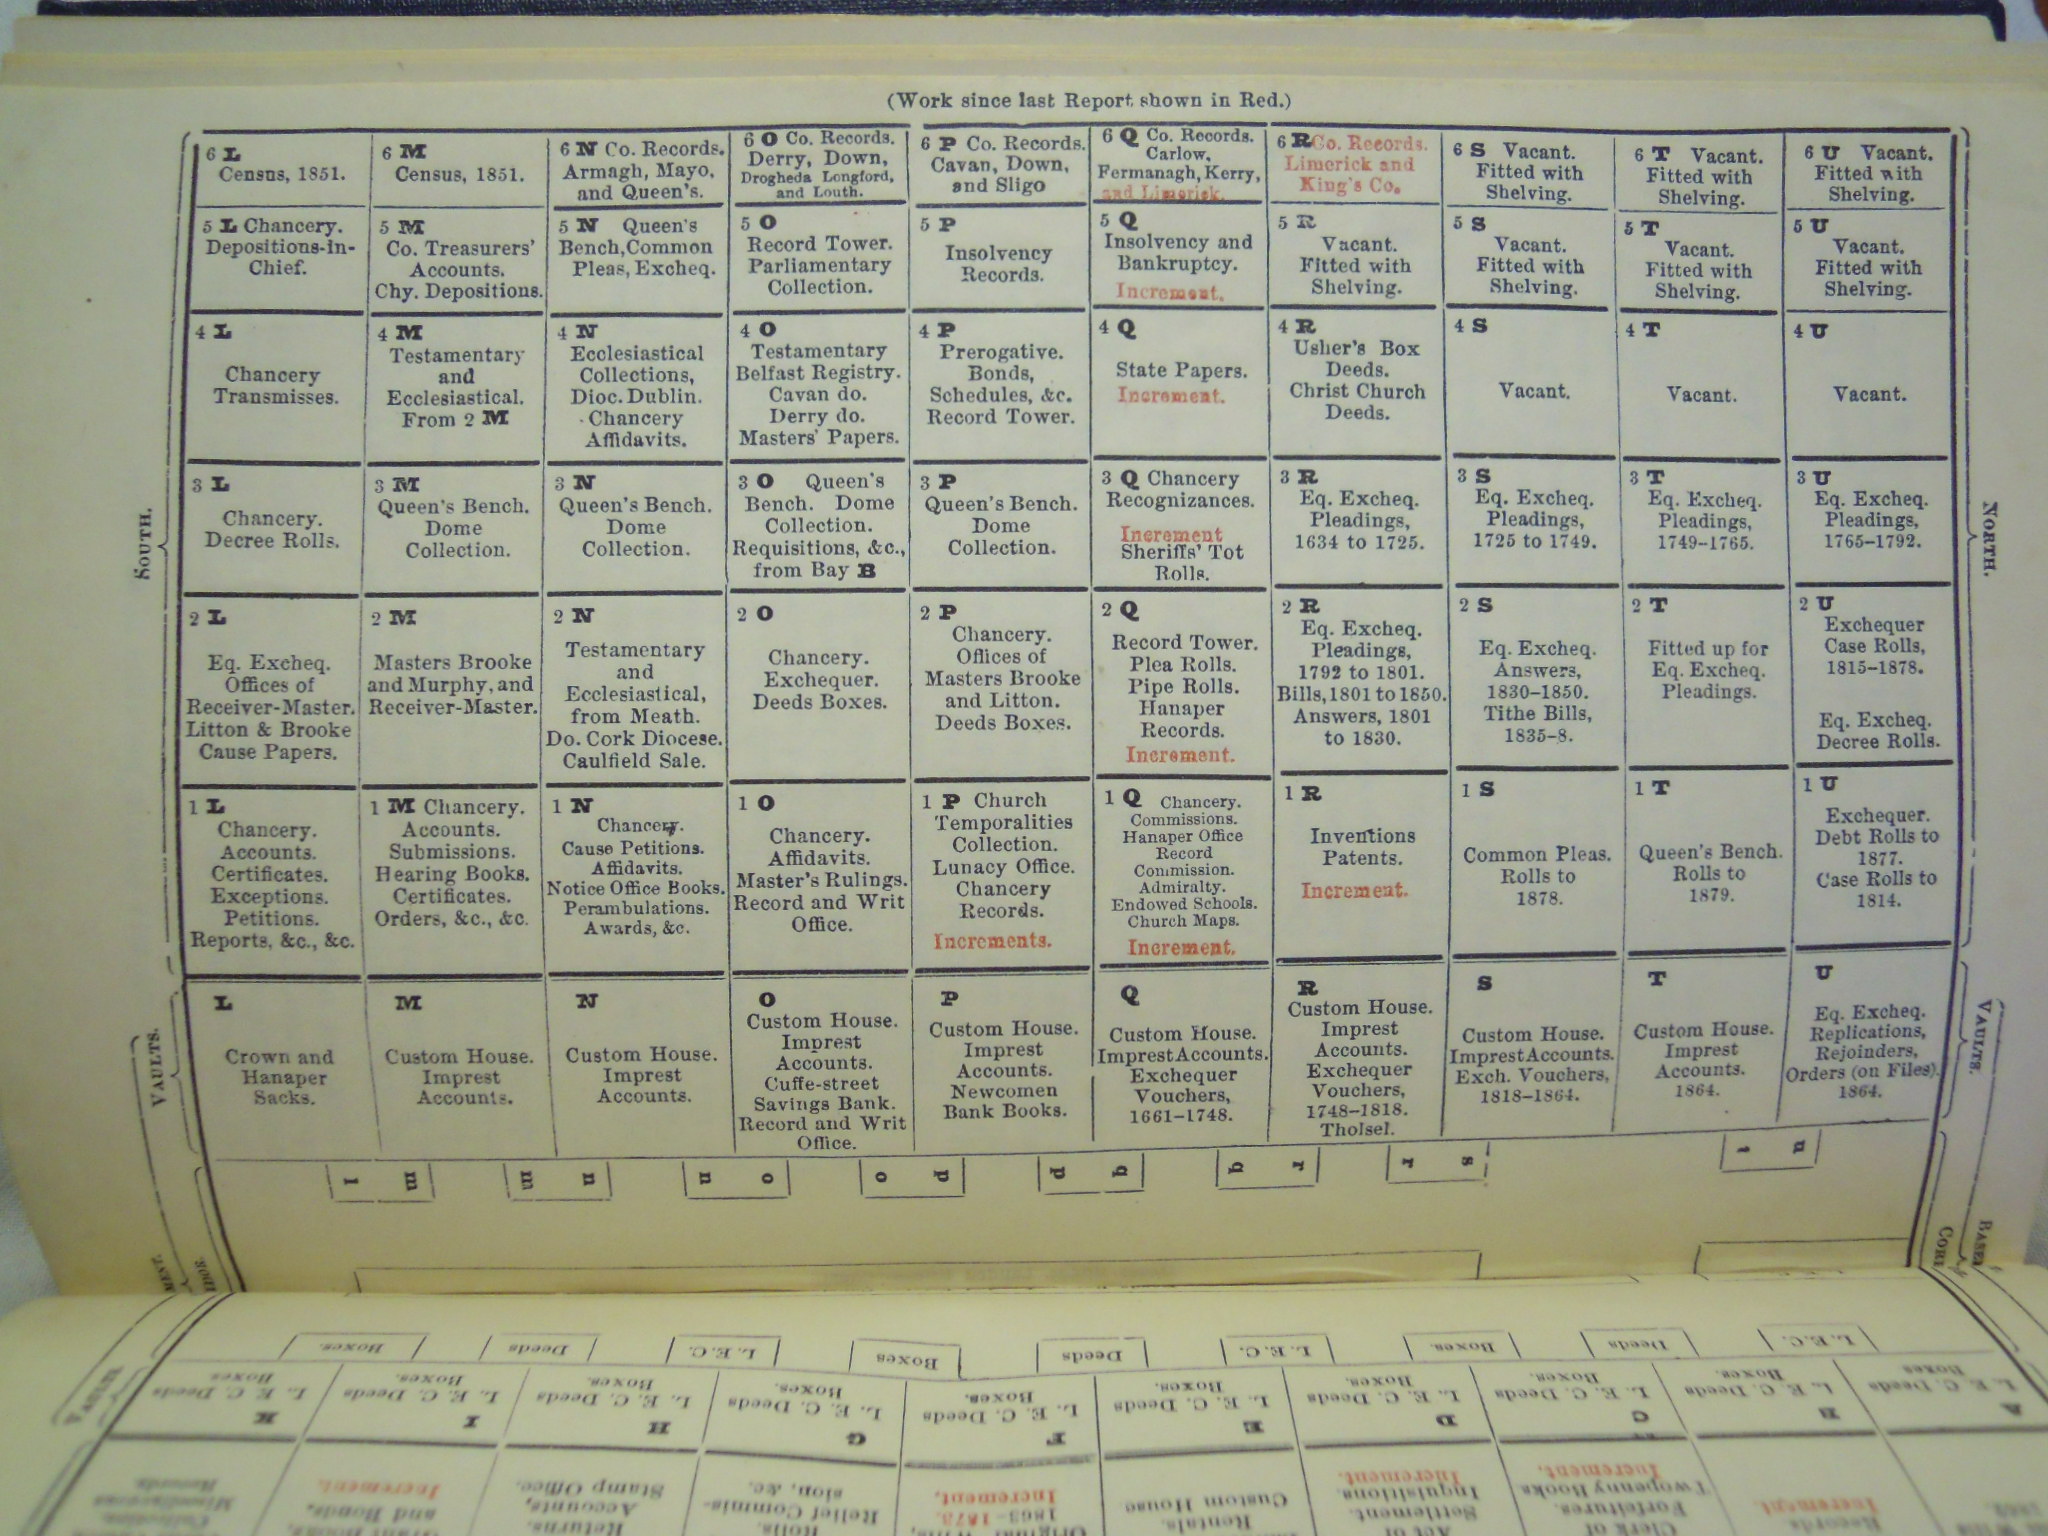 (Work since last Report shown in Red.)
6 L
Census, 1851.
6 M
Census, 1851.
6 N Co. Records.
Armagh, Mayo,
and Queen's.
6 O Co. Records.
Derry, Down,
Drogheda Longford,
and Louth.
6 P Co. Records.
Cavan, Down,
and Sligo
6 Q Co. Records.
Carlow,
Fermanagh, Kerry,
and Limerick.
6 R Co. Records.
Limerick and
King's Co.
6 S Vacant.
Fitted with
Shelving.
6 T Vacant.
Fitted with
Shelving.
6 U Vacant.
Fitted with
Shelving.
5 L Chancery.
Depositions-in-
Chief.
5 M
Co. Treasurers'
Accounts.
Chy. Depositions.
5 N Queen's
Bench, Common
Pleas, Excheq.
5 O
Record Tower.
Parliamentary
Collection.
5 P
Insolvency
Records.
5 Q
Insolvency and
Bankruptcy.
Increment.
5 R
Vacant.
Fitted with
Shelving.
5 S
Vacant.
Fitted with
Shelving.
5 T
Vacant.
Fitted with
Shelving.
5 U
Vacant.
Fitted with
Shelving.
4 L
Chancery
Transmisses.
4 M
Testamentary
and
Ecclesiastical.
From 2 M
4 N
Ecclesiastical
Collections,
Dioc. Dublin.
Chancery
Affidavits.
4 O
Testamentary
Belfast Registry.
Cavan do.
Derry do.
Masters' Papers.
4 P
Prerogative.
Bonds,
Schedules, &c.
Record Tower.
4 Q
State Papers.
Increment.
4 R
Usher's Box
Deeds.
Christ Church
Deeds.
4 S
Vacant.
4 T
Vacant.
4 U
Vacant.
3 L
Chancery.
Decree Rolls.
3 M
Queen's Bench.
Dome
Collection.
3 N
Queen's Bench.
Dome
Collection.
3 O Queen's
Bench. Dome
Collection.
Requisitions, &c.,
from Bay B
3 P
Queen's Bench.
Dome
Collection.
3 Q Chancery
Recognizances.
Increment
Sheriffs' Tot
Rolls.
3 R
Eq. Excheq.
Pleadings,
1634 to 1725.
3 S
Eq. Excheq.
Pleadings,
1725 to 1749.
3 T
Eq. Excheq.
Pleadings,
1749-1765.
3 U
Eq. Excheq.
Pleadings,
1765-1792.
SOUTH.
NORTH.
2 L
Eq. Excheq.
Offices of
Receiver-Master.
Litton & Brooke
Cause Papers.
2 M
Masters Brooke
and Murphy, and
Receiver-Master.
2 N
Testamentary
and
Ecclesiastical,
from Meath.
Do. Cork Diocese.
Caulfield Sale.
2 O
Chancery.
Exchequer.
Deeds Boxes.
2 P
Chancery.
Offices of
Masters Brooke
and Litton.
Deeds Boxes.
2 Q
Record Tower.
Plea Rolls.
Pipe Rolls.
Hanaper
Records.
Increment.
2 R
Eq. Excheq.
Pleadings,
1792 to 1801.
Bills, 1801 to 1850.
Answers, 1801
to 1830.
2 S
Eq. Excheq.
Answers,
1830-1850.
Tithe Bills,
1835-8.
2 T
Fitted up for
Eq. Excheq.
Pleadings.
2 U
Exchequer
Case Rolls,
1815-1878.
Eq. Excheq.
Decree Rolls.
1 L
Chancery.
Accounts.
Certificates.
Exceptions.
Petitions.
Reports, &c., &c.
1 M Chancery.
Accounts.
Submissions.
Hearing Books.
Certificates.
Orders, &c., &c.
1 N
Chancery.
Cause Petitions.
Affidavits.
Notice Office Books.
Perambulations.
Awards, &c.
1 O
Chancery.
Affidavits.
Master's Rulings.
Record and Writ
Office.
1 P Church
Temporalities
Collection.
Lunacy Office.
Chancery
Records.
Increments.
1 Q Chancery.
Commissions.
Hanaper Office
Record
Commission.
Admiralty.
Endowed Schools.
Church Maps.
Increment.
1 R
Inventions
Patents.
Increment.
1 S
Common Pleas.
Rolls to
1878.
1 T
Queen's Bench.
Rolls to
1879.
1 U
Exchequer.
Debt Rolls to
1877.
Case Rolls to
1814.
L
Crown and
Hanaper
Sacks.
M
Custom House.
Imprest
Accounts.
N
Custom House.
Imprest
Accounts.
O
Custom House.
Imprest
Accounts.
Cuffe-street
Savings Bank.
Record and Writ
Office.
P
Custom House.
Imprest
Accounts.
Newcomen
Bank Books.
Q
Custom House.
Imprest Accounts.
Exchequer
Vouchers,
1661-1748.
R
Custom House.
Imprest
Accounts.
Exchequer
Vouchers,
1748-1818.
Tholsel.
S
Custom House.
Imprest Accounts.
Exch. Vouchers,
1818-1864.
T
Custom House.
Imprest
Accounts.
1864.
U
Eq. Excheq.
Replications,
Rejoinders,
Orders (on Files).
1864.
VAULTS.
VAULTS.
l m m n n o o p p q q r r s t u
MENT.
IDOR.
CORR
BASE
Boxes.
Deeds
L. E. C.
Boxes
Deeds
L. E. C.
Boxes.
Deeds
L. E. C.
VAULTS
K
L. E. C. Deeds
Boxes.
I
L. E. C. Deeds
Boxes.
H
L. E. C. Deeds
Boxes.
G
L. E. C. Deeds
Boxes.
F
L. E. C. Deeds
Boxes.
E
L. E. C. Deeds
Boxes.
D
L. E. C. Deeds
Boxes.
C
L. E. C. Deeds
Boxes.
B
L. E. C. Deeds
Boxes.
A
L. E. C. Deeds
Boxes
Miscellaneous
Records.
and Bonds,
Increment.
Returns.
Accounts,
Stamp Office.
Rolls.
Relief Commis-
sion, &c.
Original
1863-1873.
Increment.
Rentals.
Custom House
Act of
Settlement.
Inquisitions.
Increment.
Clerk of
Forfeitures.
Twopenny Books.
Increment.
Records.
Increment.